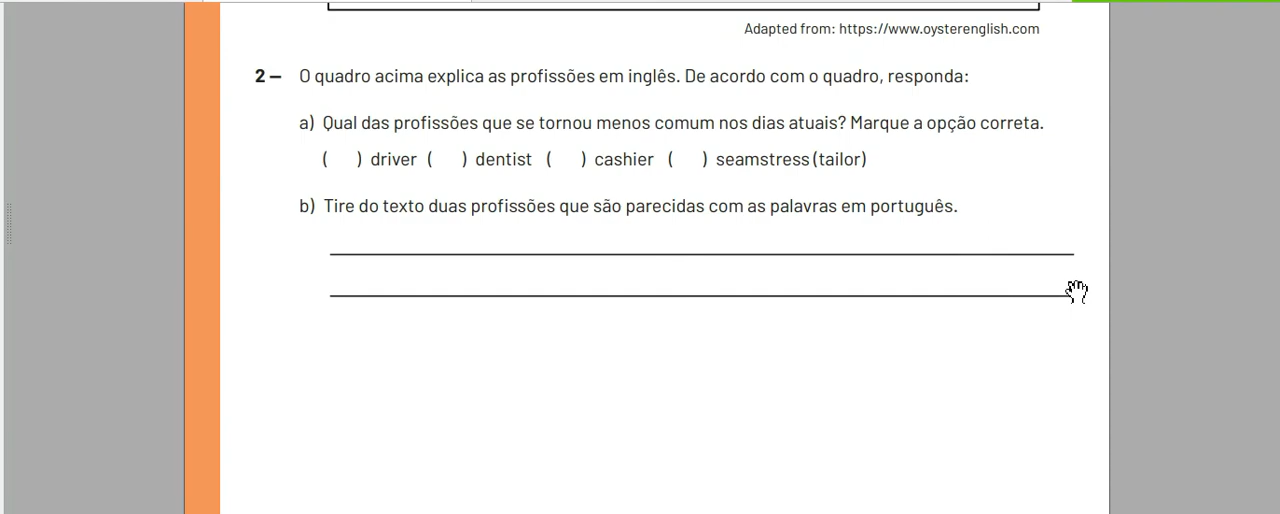 Adapted from: https://www.oysterenglish.com
2 – O quadro acima explica as profissões em inglês. De acordo com o quadro, responda:
a) Qual das profissões que se tornou menos comum nos dias atuais? Marque a opção correta.
( ) driver ( ) dentist ( ) cashier ( ) seamstress (tailor)
b) Tire do texto duas profissões que são parecidas com as palavras em português.